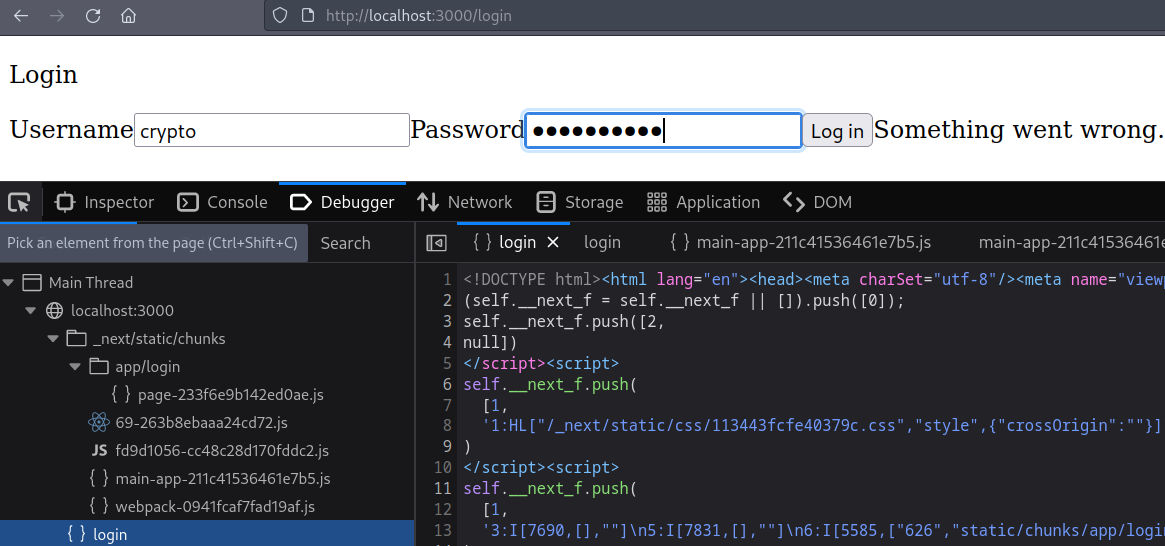 http://localhost:3000/login
Login
Username crypto Password ●●●●●●●●●● Log in Something went wrong.
Inspector Console Debugger Network Storage Application DOM
Pick an element from the page (Ctrl+Shift+C) Search { } login × login { } main-app-211c41536461e7b5.js main-app-211c41536461e
Main Thread
localhost:3000
_next/static/chunks
app/login
{ } page-233f6e9b142ed0ae.js
69-263b8ebaaa24cd72.js
JS fd9d1056-cc48c28d170fddc2.js
{ } main-app-211c41536461e7b5.js
{ } webpack-0941fcaf7fad19af.js
{ } login
1 <!DOCTYPE html><html lang="en"><head><meta charSet="utf-8"/><meta name="viewp
2 (self.__next_f = self.__next_f || []).push([0]);
3 self.__next_f.push([2,
4 null])
5 </script><script>
6 self.__next_f.push(
7 [1,
8 '1:HL["/_next/static/css/113443fcfe40379c.css","style",{"crossOrigin":""}]
9 )
10 </script><script>
11 self.__next_f.push(
12 [1,
13 '3:I[7690,[],""]\n5:I[7831,[],""]\n6:I[5585,["626","static/chunks/app/login